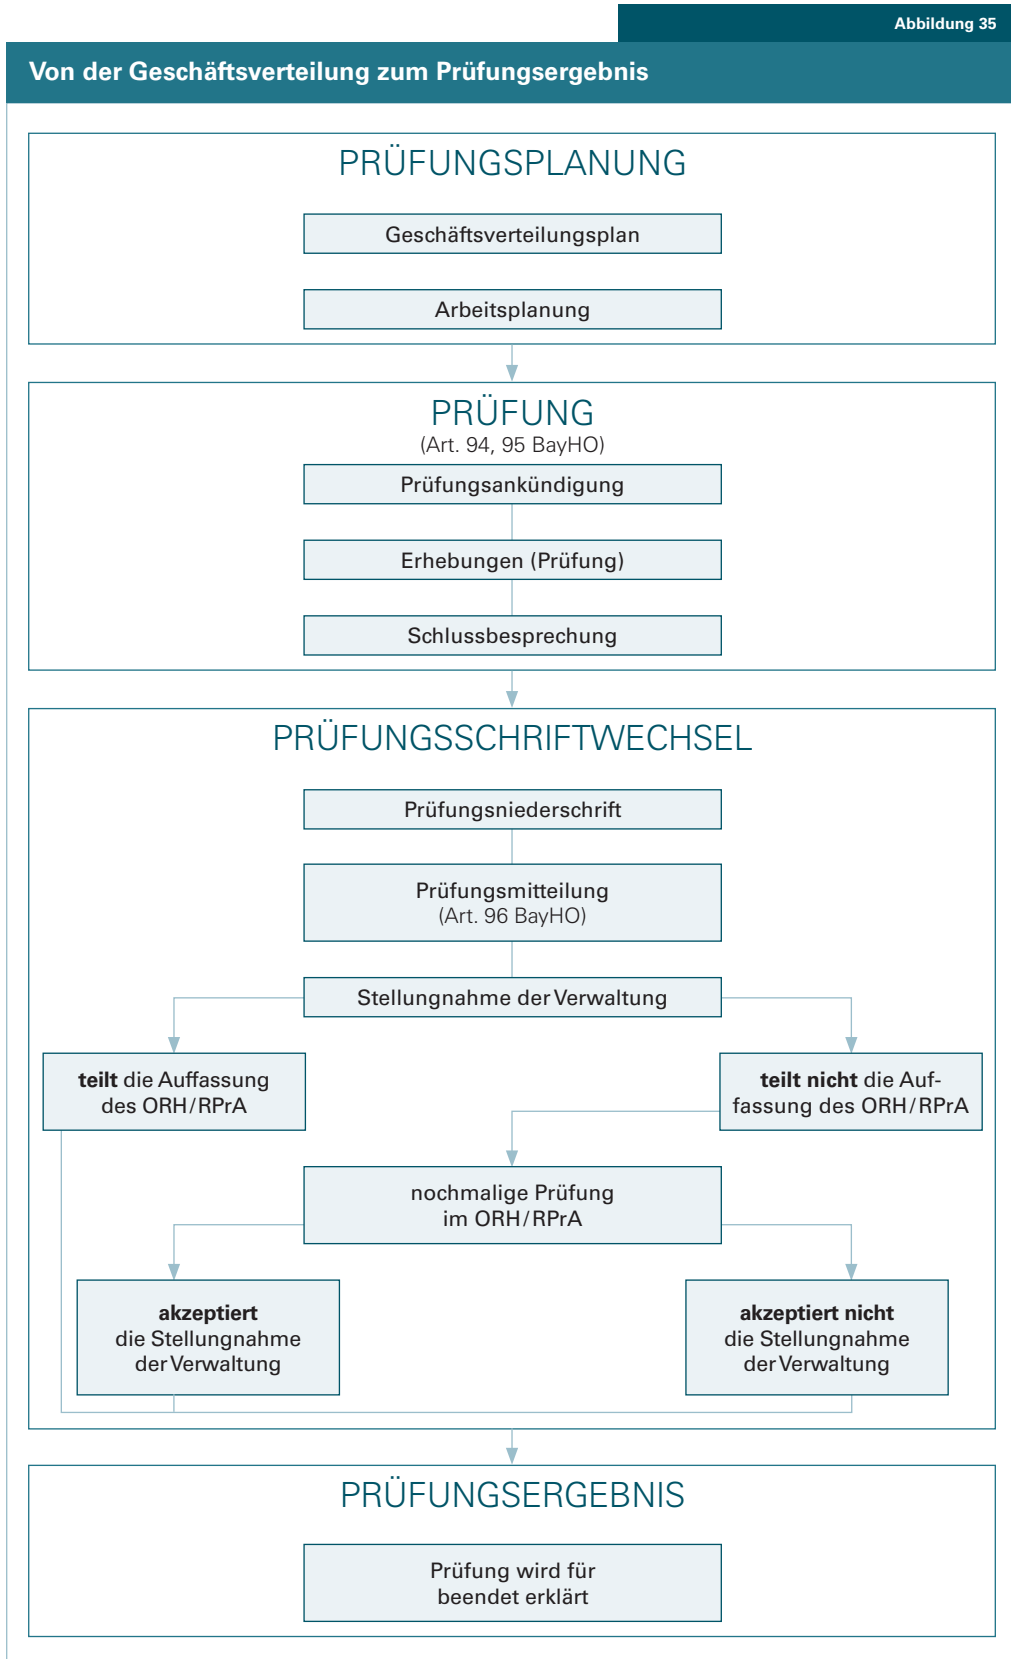 Abbildung 35
Von der Geschäftsverteilung zum Prüfungsergebnis
PRÜFUNGSPLANUNG
Geschäftsverteilungsplan
Arbeitsplanung
PRÜFUNG
(Art. 94, 95 BayHO)
Prüfungsankündigung
Erhebungen (Prüfung)
Schlussbesprechung
PRÜFUNGSSCHRIFTWECHSEL
Prüfungsniederschrift
Prüfungsmitteilung
(Art. 96 BayHO)
Stellungnahme der Verwaltung
teilt die Auffassung
des ORH/RPrA
teilt nicht die Auf-
fassung des ORH/RPrA
nochmalige Prüfung
im ORH/RPrA
akzeptiert
die Stellungnahme
der Verwaltung
akzeptiert nicht
die Stellungnahme
der Verwaltung
PRÜFUNGSERGEBNIS
Prüfung wird für
beendet erklärt